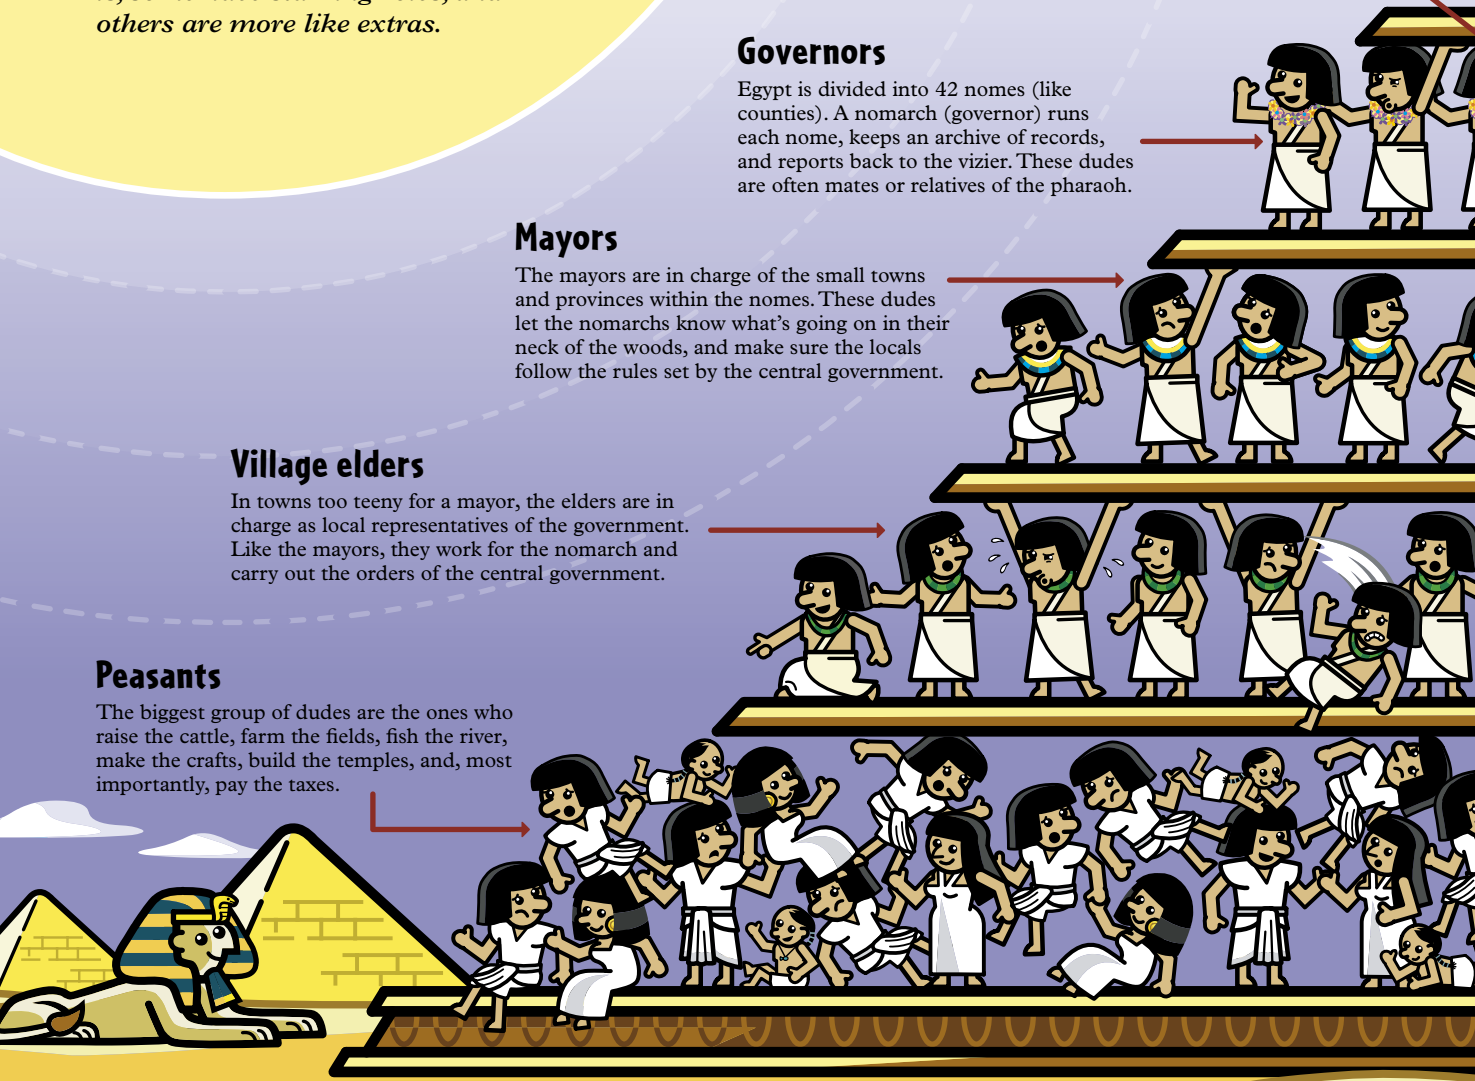 others are more like extras.
Governors
Egypt is divided into 42 nomes (like
counties). A nomarch (governor) runs
each nome, keeps an archive of records,
and reports back to the vizier. These dudes
are often mates or relatives of the pharaoh.
Mayors
The mayors are in charge of the small towns
and provinces within the nomes. These dudes
let the nomarchs know what's going on in their
neck of the woods, and make sure the locals
follow the rules set by the central government.
Village elders
In towns too teeny for a mayor, the elders are in
charge as local representatives of the government.
Like the mayors, they work for the nomarch and
carry out the orders of the central government.
Peasants
The biggest group of dudes are the ones who
raise the cattle, farm the fields, fish the river,
make the crafts, build the temples, and, most
importantly, pay the taxes.